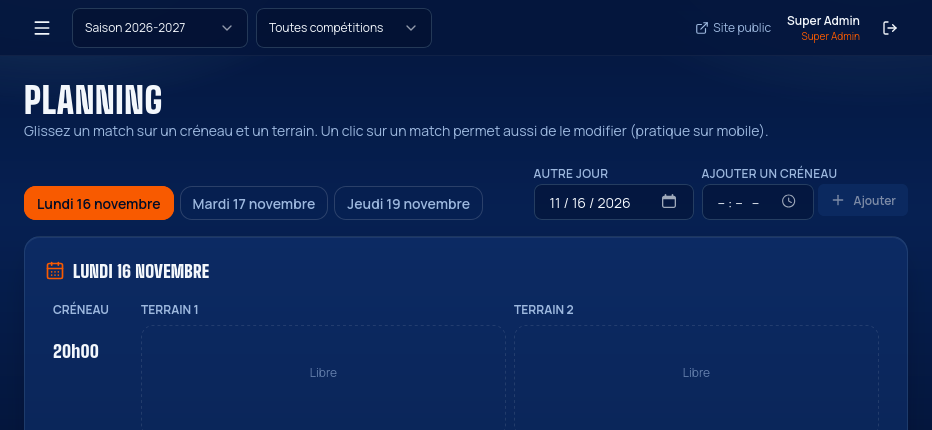 Saison 2026-2027
Toutes compétitions
Site public
Super Admin
Super Admin
PLANNING
Glissez un match sur un créneau et un terrain. Un clic sur un match permet aussi de le modifier (pratique sur mobile).
AUTRE JOUR
AJOUTER UN CRÉNEAU
Lundi 16 novembre
Mardi 17 novembre
Jeudi 19 novembre
11 / 16 / 2026
– : – –
Ajouter
LUNDI 16 NOVEMBRE
CRÉNEAU
TERRAIN 1
TERRAIN 2
20h00
Libre
Libre